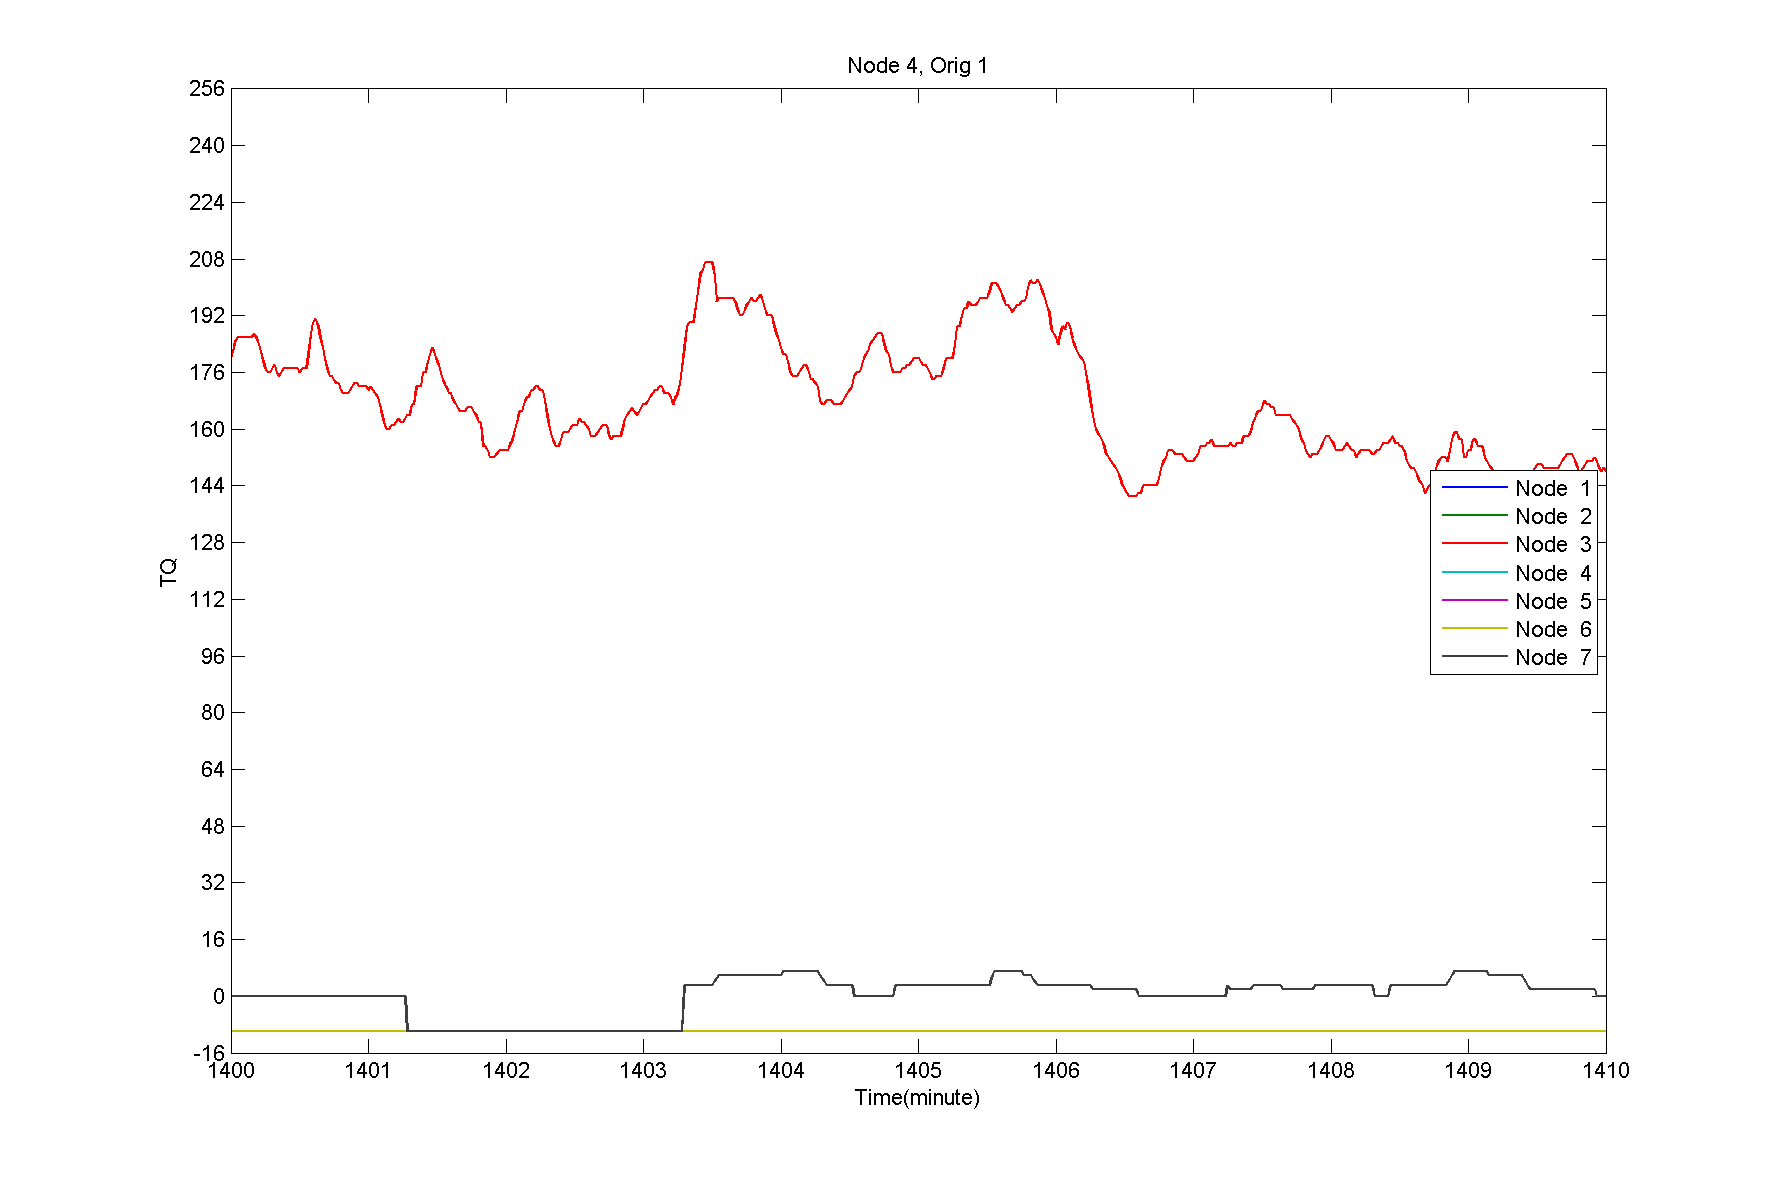 Node 4, Orig 1
256
240
224
208
192
176
160
144
128
112
96
80
64
48
32
16
0
-16
TQ
Node 1
Node 2
Node 3
Node 4
Node 5
Node 6
Node 7
1400 1401 1402 1403 1404 1405 1406 1407 1408 1409 1410
Time(minute)